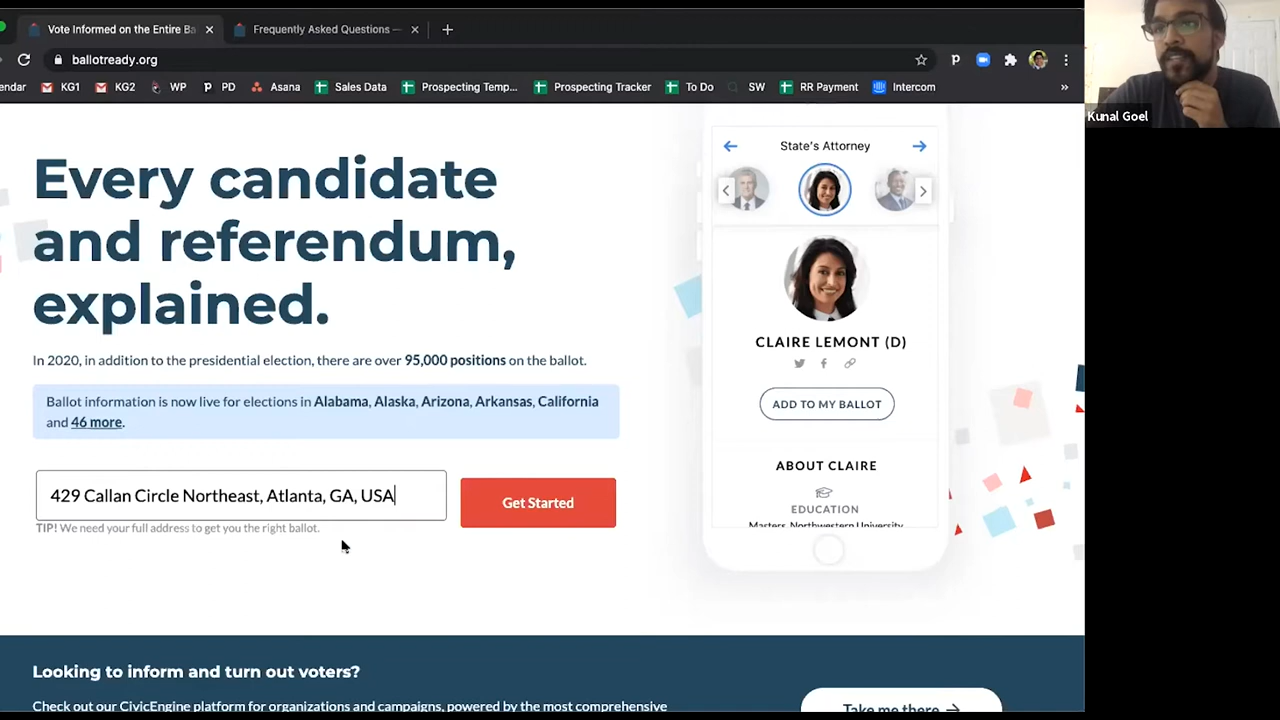 Vote Informed on the Entire Ba
Frequently Asked Questions —
ballotready.org
endar
KG1
KG2
WP
PD
Asana
Sales Data
Prospecting Temp...
Prospecting Tracker
To Do
SW
RR Payment
Intercom
»
Kunal Goel
Every candidate
and referendum,
explained.
In 2020, in addition to the presidential election, there are over 95,000 positions on the ballot.
Ballot information is now live for elections in Alabama, Alaska, Arizona, Arkansas, California
and 46 more.
429 Callan Circle Northeast, Atlanta, GA, USA
Get Started
TIP! We need your full address to get you the right ballot.
State's Attorney
CLAIRE LEMONT (D)
ADD TO MY BALLOT
ABOUT CLAIRE
EDUCATION
Masters, Northwestern University
Looking to inform and turn out voters?
Check out our CivicEngine platform for organizations and campaigns, powered by the most comprehensive
Take me there →